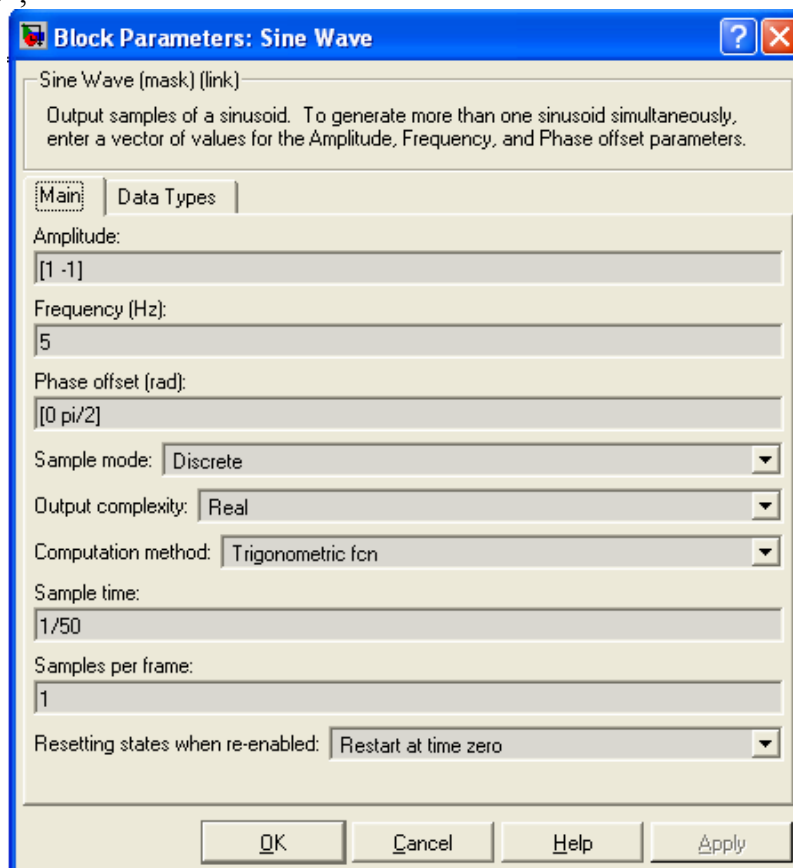 Block Parameters: Sine Wave
Sine Wave (mask) (link)
Output samples of a sinusoid. To generate more than one sinusoid simultaneously,
enter a vector of values for the Amplitude, Frequency, and Phase offset parameters.
Main Data Types
Amplitude:
[1 -1]
Frequency (Hz):
5
Phase offset (rad):
[0 pi/2]
Sample mode: Discrete
Output complexity: Real
Computation method: Trigonometric fcn
Sample time:
1/50
Samples per frame:
1
Resetting states when re-enabled: Restart at time zero
OK Cancel Help Apply